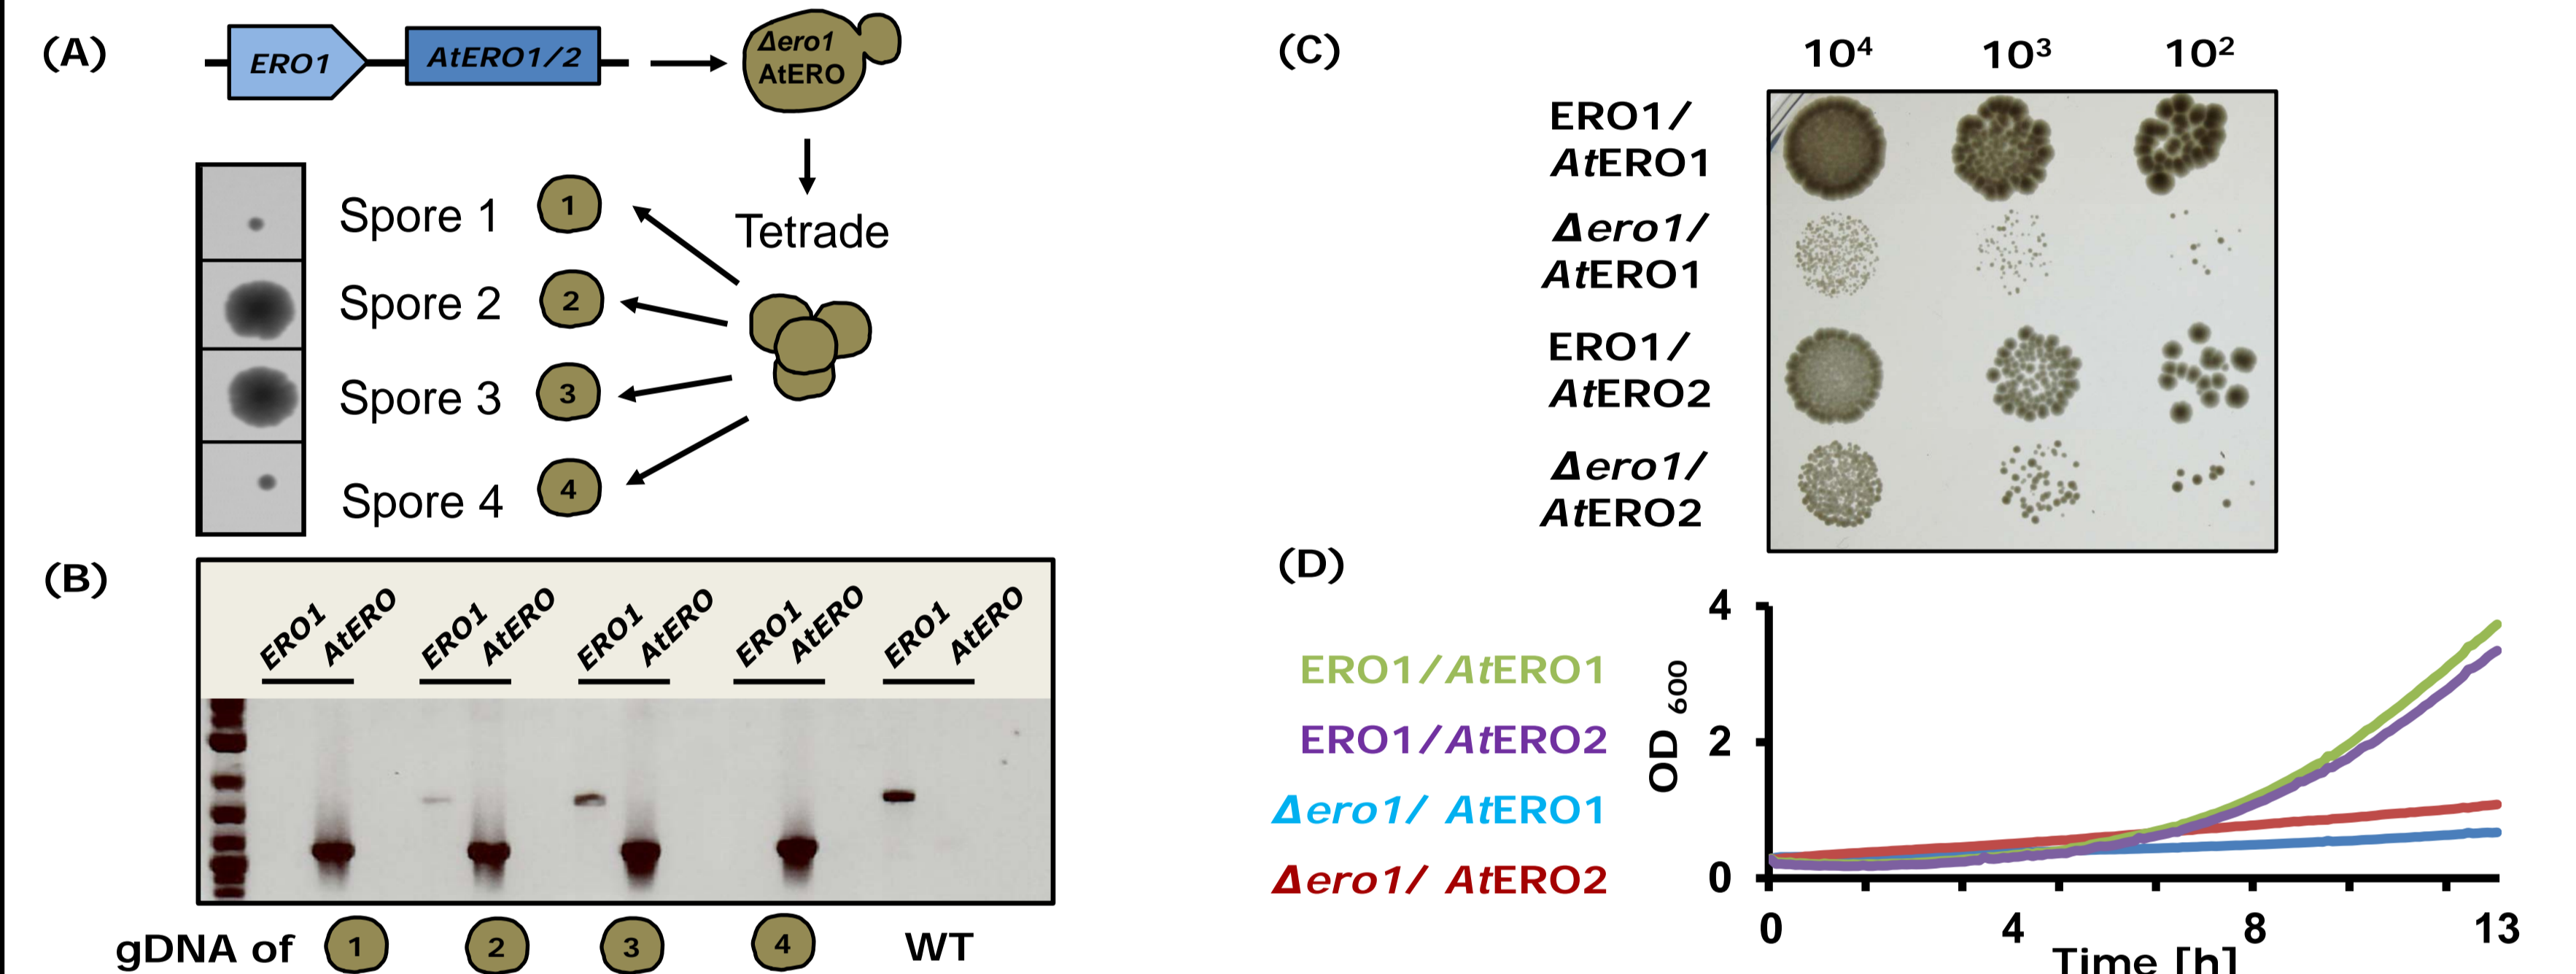 (A)
ERO1
AtERO1/2
Δero1
AtERO
Tetrade
Spore 1
1
Spore 2
2
Spore 3
3
Spore 4
4
(B)
ERO1 AtERO ERO1 AtERO ERO1 AtERO ERO1 AtERO ERO1 AtERO
gDNA of 1 2 3 4 WT
(C)
10⁴ 10³ 10²
ERO1/
AtERO1
Δero1/
AtERO1
ERO1/
AtERO2
Δero1/
AtERO2
(D)
ERO1/AtERO1
ERO1/AtERO2
Δero1/ AtERO1
Δero1/ AtERO2
OD 600
4
2
0
0 4 8 13
Time [h]